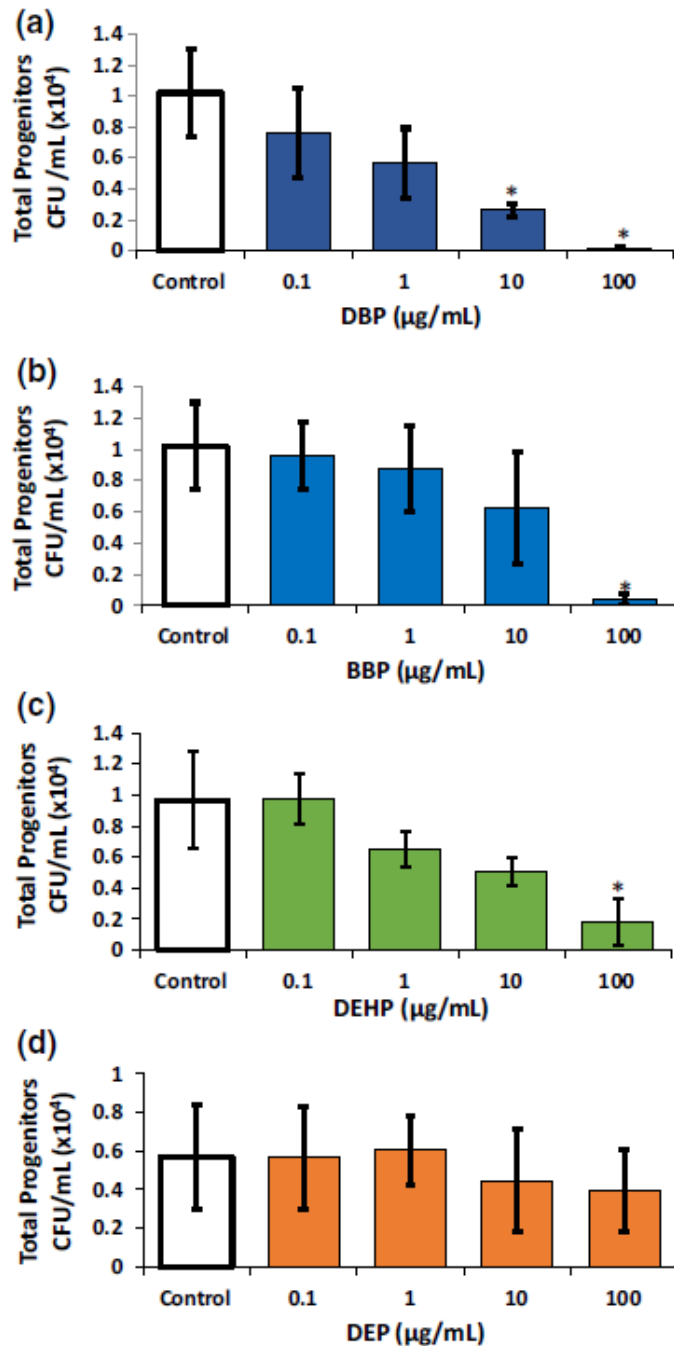 (a)
Total Progenitors
CFU /mL (x10⁴)
1.4
1.2
1
0.8
0.6
0.4
0.2
0
*
*
Control 0.1 1 10 100
DBP (µg/mL)
(b)
Total Progenitors
CFU/mL (x10⁴)
1.4
1.2
1
0.8
0.6
0.4
0.2
0
*
Control 0.1 1 10 100
BBP (µg/mL)
(c)
Total Progenitors
CFU/mL (x10⁴)
1.4
1.2
1
0.8
0.6
0.4
0.2
0
*
Control 0.1 1 10 100
DEHP (µg/mL)
(d)
Total Progenitors
CFU/mL (x10⁴)
1
0.8
0.6
0.4
0.2
0
Control 0.1 1 10 100
DEP (µg/mL)